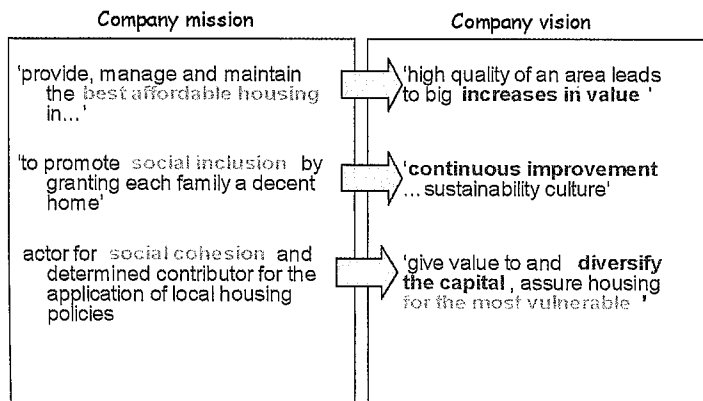 Company mission
'provide, manage and maintain
the best affordable housing
in...'
'to promote social inclusion by
granting each family a decent
home'
actor for social cohesion and
determined contributor for the
application of local housing
policies
Company vision
'high quality of an area leads
to big increases in value '
'continuous improvement
... sustainability culture'
'give value to and diversify
the capital , assure housing
for the most vulnerable '